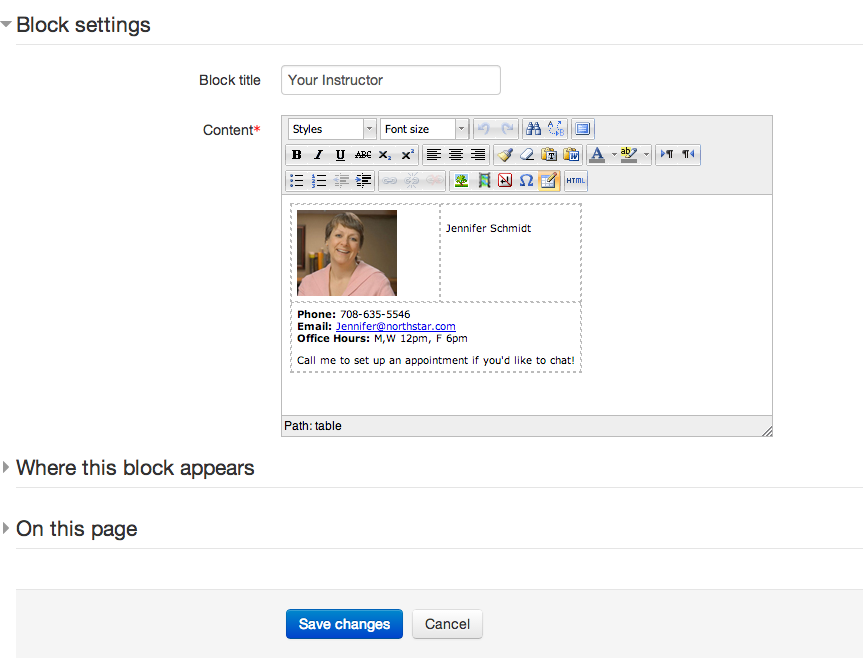 Block settings
Block title Your Instructor
Content* Styles Font size
B I U ABC X₂ X² T W A ab
Ω HTML
Jennifer Schmidt
Phone: 708-635-5546
Email: Jennifer@northstar.com
Office Hours: M,W 12pm, F 6pm
Call me to set up an appointment if you'd like to chat!
Path: table
Where this block appears
On this page
Save changes Cancel